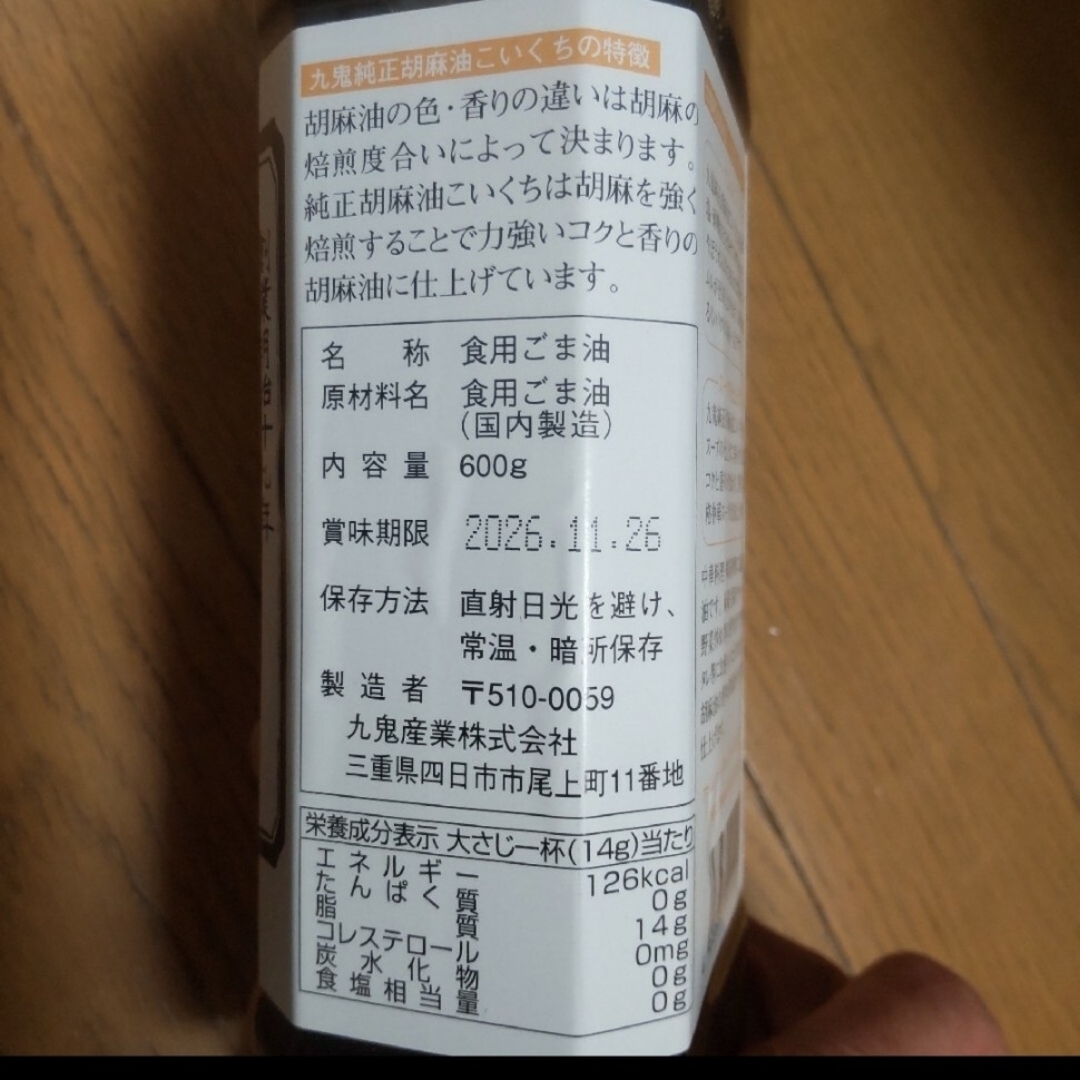 九鬼純正胡麻油こいくちの特徴
胡麻油の色・香りの違いは胡麻の
焙煎度合いによって決まります。
純正胡麻油こいくちは胡麻を強く
焙煎することで力強いコクと香りの
胡麻油に仕上げています。
名称 食用ごま油
原材料名 食用ごま油
(国内製造)
内容量 600g
賞味期限 2026.11.26
保存方法 直射日光を避け、
常温・暗所保存
製造者 〒510-0059
九鬼産業株式会社
三重県四日市市尾上町11番地
栄養成分表示 大さじ一杯(14g)当たり
エネルギー 126kcal
たんぱく質 0g
脂質 14g
コレステロール 0mg
炭水化物 0g
食塩相当量 0g
創業明治十九年